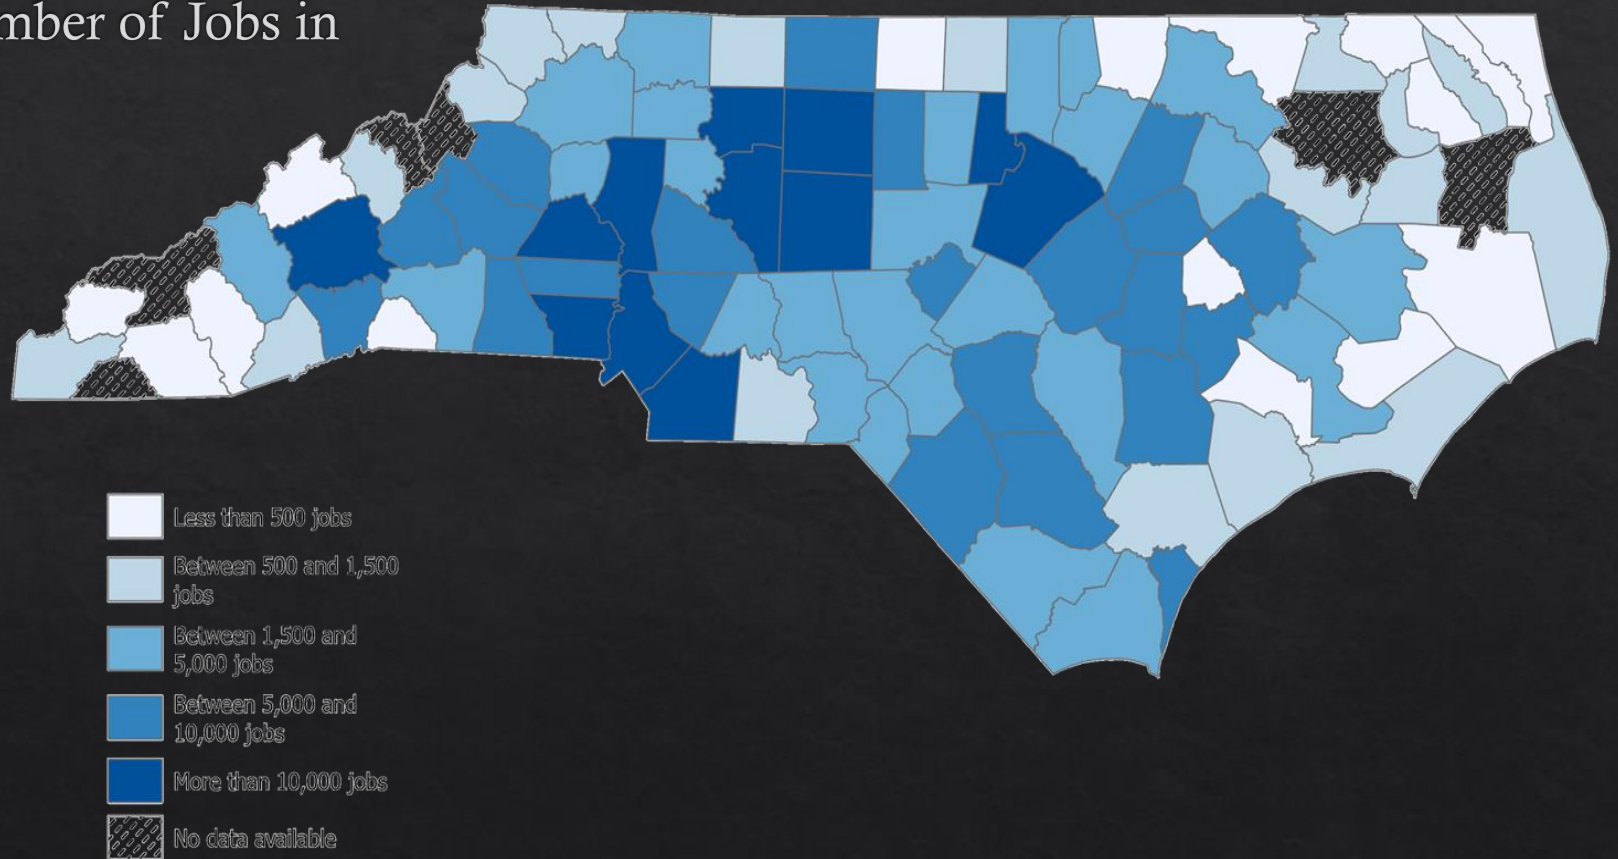 mber of Jobs in
Less than 500 jobs
Between 500 and 1,500
jobs
Between 1,500 and
5,000 jobs
Between 5,000 and
10,000 jobs
More than 10,000 jobs
No data available